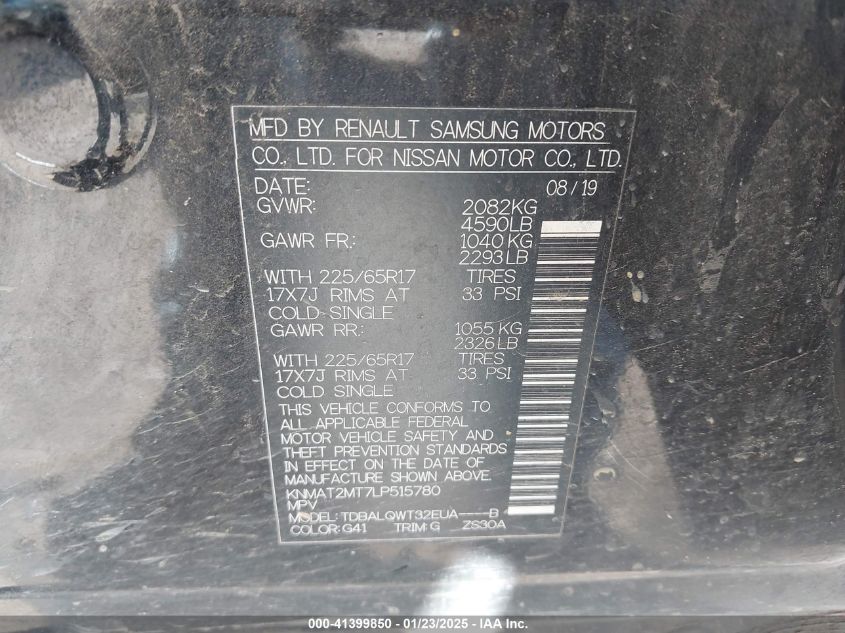 MFD BY RENAULT SAMSUNG MOTORS
CO., LTD. FOR NISSAN MOTOR CO., LTD.
DATE: 08/19
GVWR: 2082KG
4590LB
GAWR FR.: 1040 KG
2293 LB
WITH 225/65R17 TIRES
17X7J RIMS AT 33 PSI
COLD-SINGLE
GAWR RR.: 1055 KG
2326 LB
WITH 225/65R17 TIRES
17X7J RIMS AT 33 PSI
COLD SINGLE
THIS VEHICLE CONFORMS TO
ALL APPLICABLE FEDERAL
MOTOR VEHICLE SAFETY AND
THEFT PREVENTION STANDARDS
IN EFFECT ON THE DATE OF
MANUFACTURE SHOWN ABOVE.
KNMAT2MT7LP515780
MPV
MODEL: TDBALQWT32EUA----B
COLOR: G41 TRIM: G ZS30A
000-41399850 - 01/23/2025 - IAA Inc.